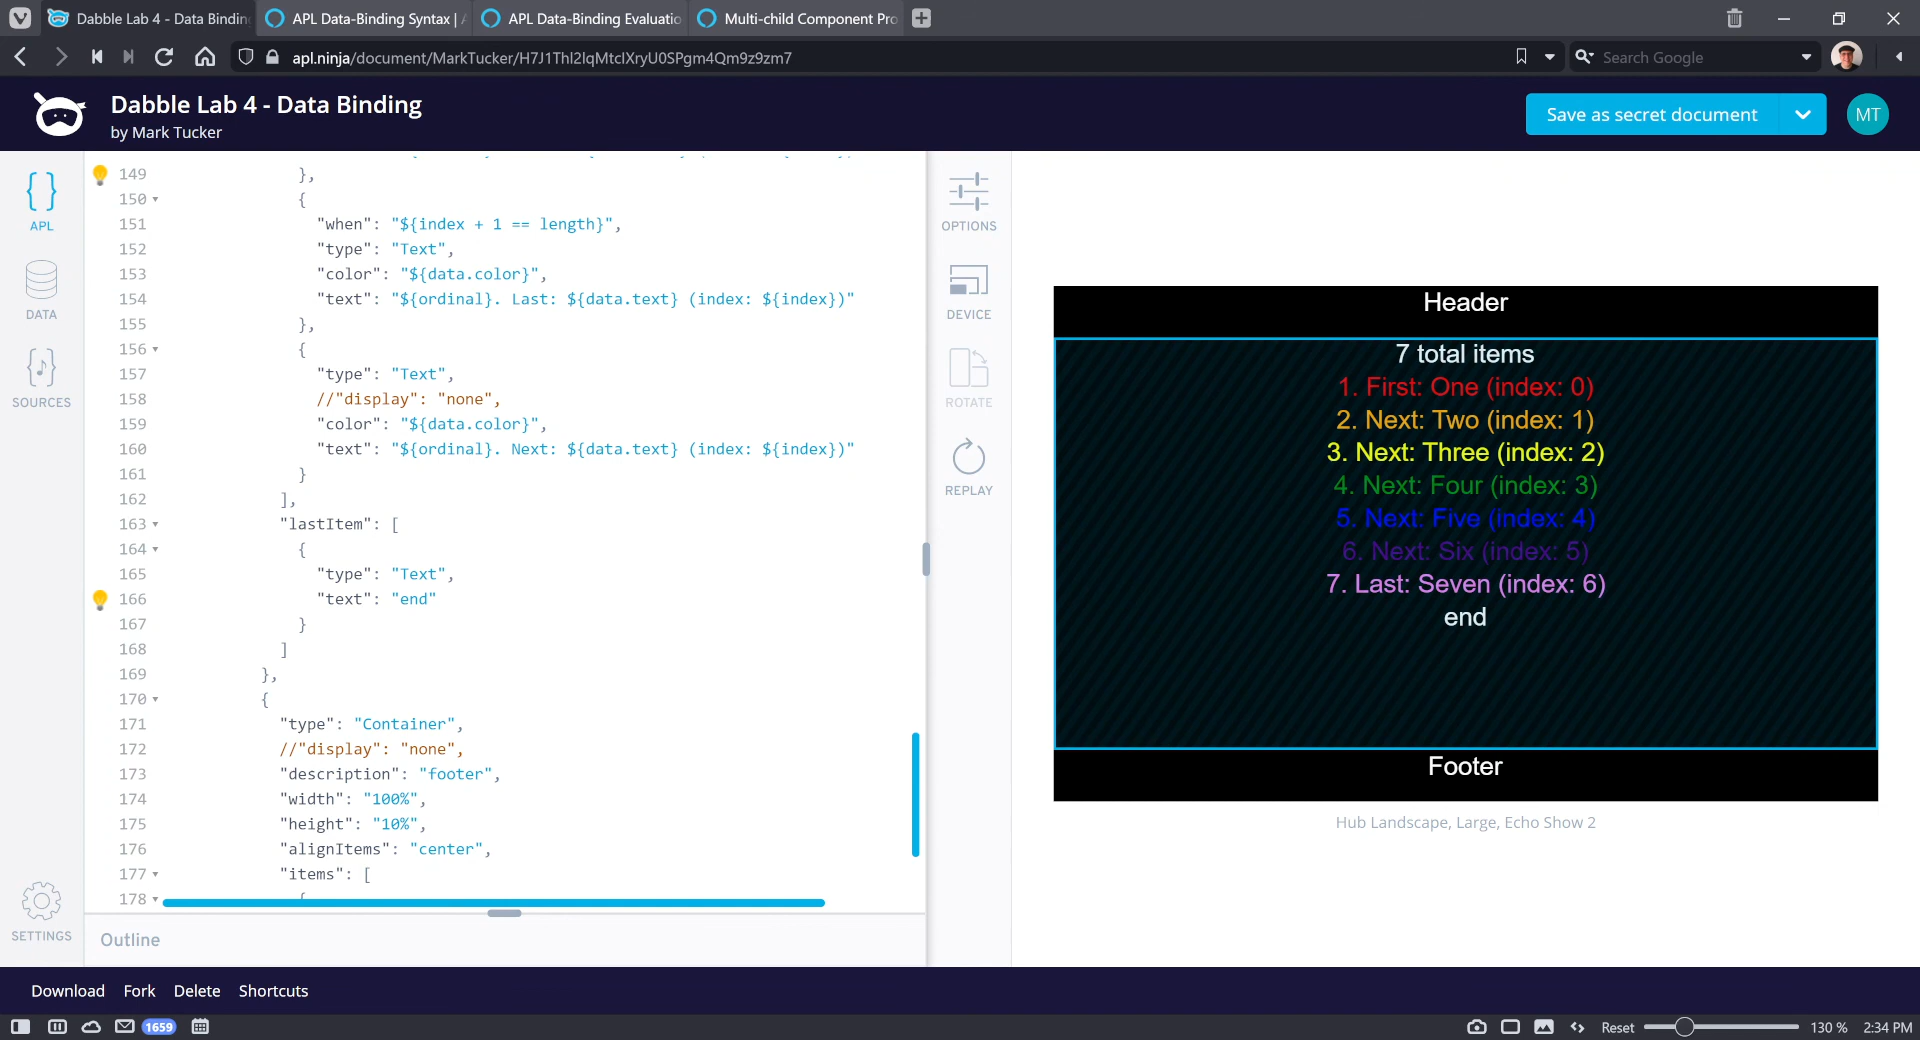 Dabble Lab 4 - Data Bindin
APL Data-Binding Syntax | A
APL Data-Binding Evaluatio
Multi-child Component Pro
apl.ninja/document/MarkTucker/H7J1Thl2lqMtclXryU0SPgm4Qm9z9zm7
Search Google
Dabble Lab 4 - Data Binding
by Mark Tucker
Save as secret document
MT
APL
DATA
SOURCES
SETTINGS
149 },
150 {
151 "when": "${index + 1 == length}",
152 "type": "Text",
153 "color": "${data.color}",
154 "text": "${ordinal}. Last: ${data.text} (index: ${index})"
155 },
156 {
157 "type": "Text",
158 //"display": "none",
159 "color": "${data.color}",
160 "text": "${ordinal}. Next: ${data.text} (index: ${index})"
161 }
162 ],
163 "lastItem": [
164 {
165 "type": "Text",
166 "text": "end"
167 }
168 ]
169 },
170 {
171 "type": "Container",
172 //"display": "none",
173 "description": "footer",
174 "width": "100%",
175 "height": "10%",
176 "alignItems": "center",
177 "items": [
178 {
Outline
OPTIONS
DEVICE
ROTATE
REPLAY
Header
7 total items
1. First: One (index: 0)
2. Next: Two (index: 1)
3. Next: Three (index: 2)
4. Next: Four (index: 3)
5. Next: Five (index: 4)
6. Next: Six (index: 5)
7. Last: Seven (index: 6)
end
Footer
Hub Landscape, Large, Echo Show 2
Download Fork Delete Shortcuts
1659
Reset 130 % 2:34 PM